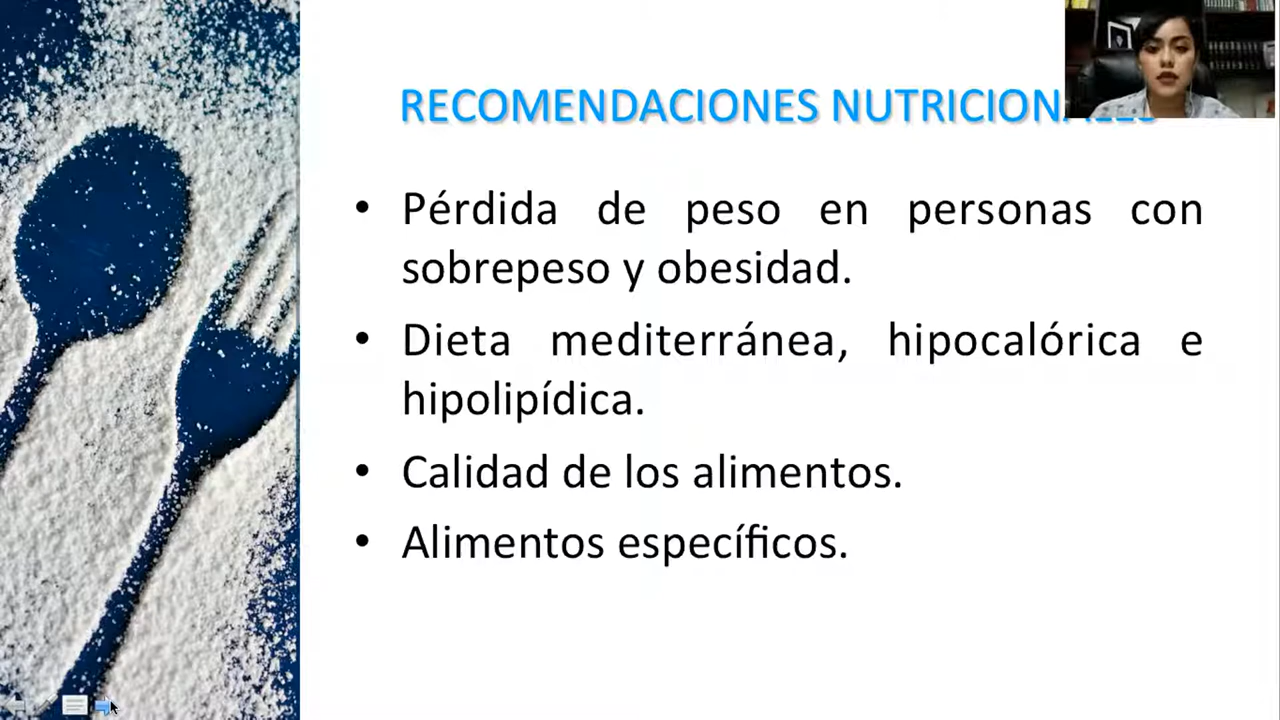 RECOMENDACIONES NUTRICIONALES
• Pérdida de peso en personas con
sobrepeso y obesidad.
• Dieta mediterránea, hipocalórica e
hipolipídica.
• Calidad de los alimentos.
• Alimentos específicos.